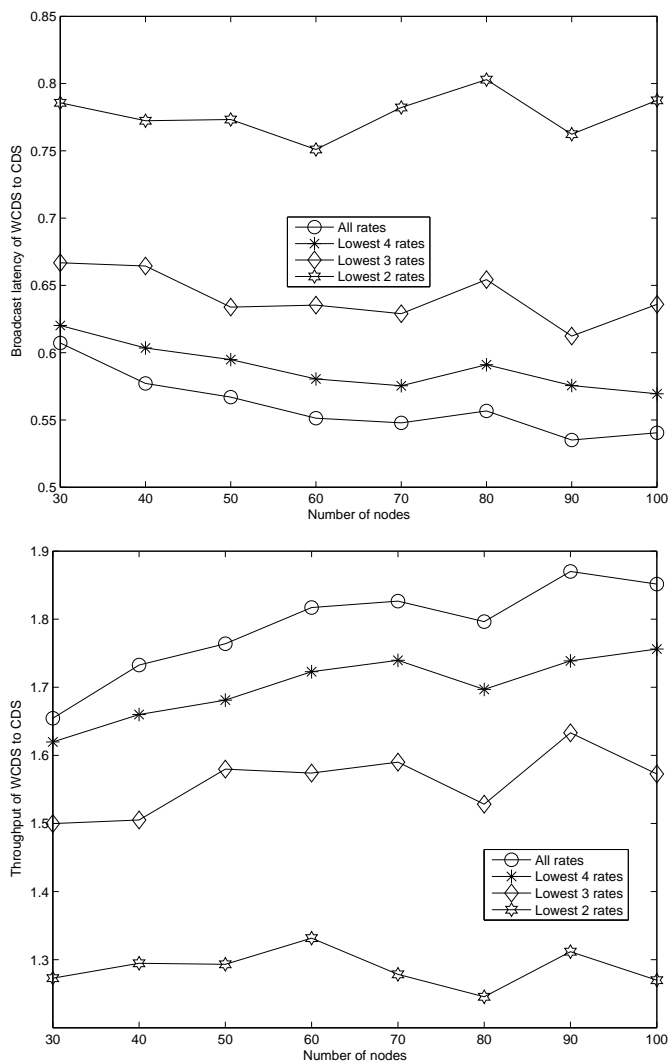 0.85
0.8
0.75
0.7
0.65
0.6
0.55
0.5
Broadcast latency of WCDS to CDS
All rates
Lowest 4 rates
Lowest 3 rates
Lowest 2 rates
30 40 50 60 70 80 90 100
Number of nodes
1.9
1.8
1.7
1.6
1.5
1.4
1.3
Throughput of WCDS to CDS
All rates
Lowest 4 rates
Lowest 3 rates
Lowest 2 rates
30 40 50 60 70 80 90 100
Number of nodes